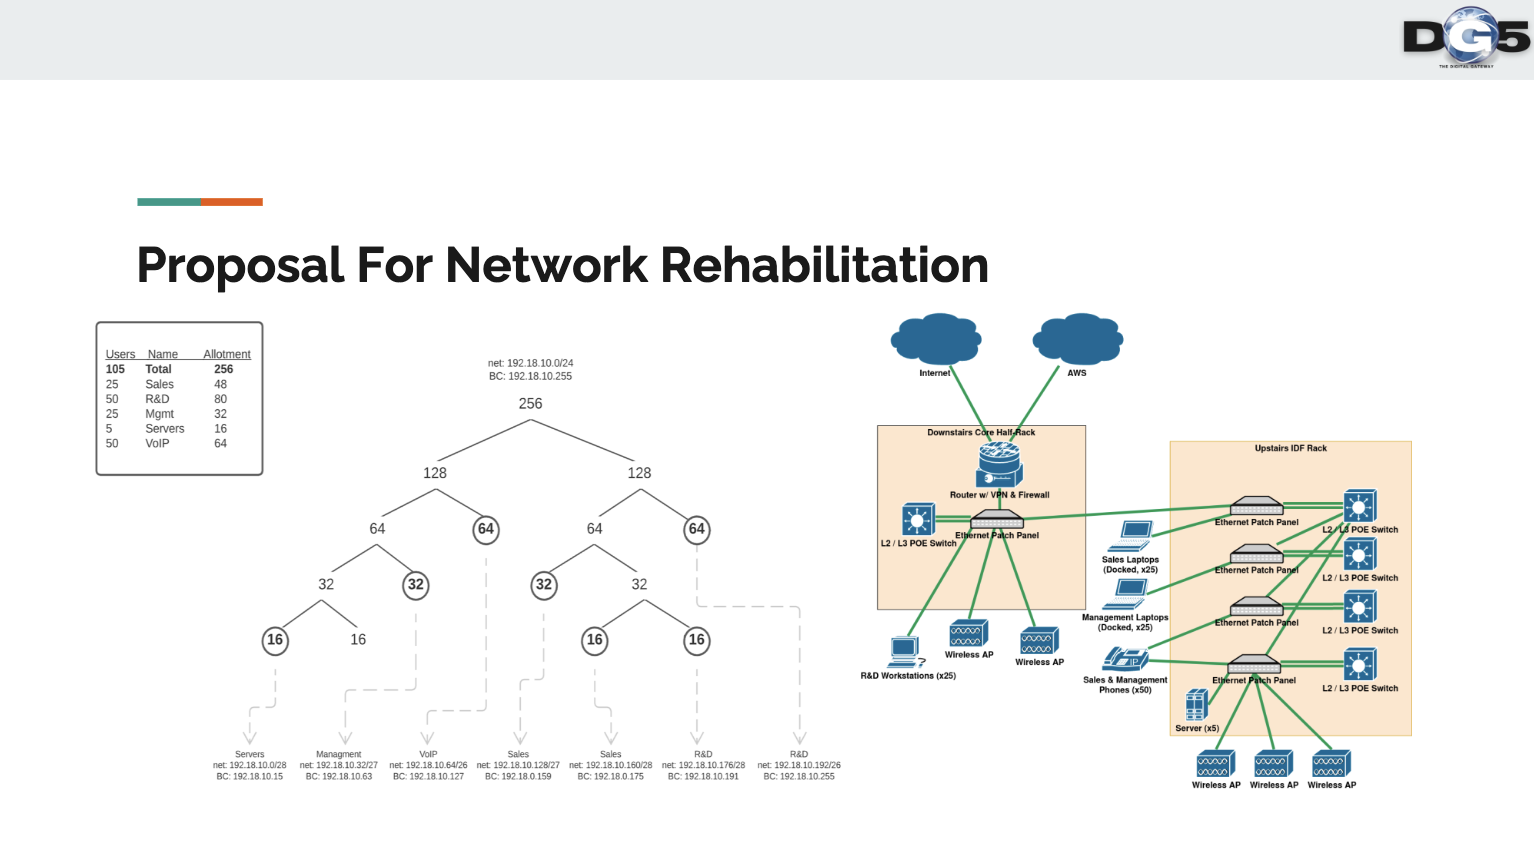 DG5
THE DIGITAL GATEWAY
Proposal For Network Rehabilitation
Users Name Allotment
105 Total 256
25 Sales 48
50 R&D 80
25 Mgmt 32
5 Servers 16
50 VoIP 64
net: 192.18.10.0/24
BC: 192.18.10.255
256
128
128
64
64
64
64
32
32
32
32
16
16
16
16
Servers
net: 192.18.10.0/28
BC: 192.18.10.15
Managment
net: 192.18.10.32/27
BC: 192.18.10.63
VoIP
net: 192.18.10.64/26
BC: 192.18.10.127
Sales
net: 192.18.10.128/27
BC: 192.18.0.159
Sales
net: 192.18.10.160/28
BC: 192.18.0.175
R&D
net: 192.18.10.176/28
BC: 192.18.10.191
R&D
net: 192.18.10.192/26
BC: 192.18.10.255
Internet
AWS
Downstairs Core Half-Rack
Router w/ VPN & Firewall
L2 / L3 POE Switch
Ethernet Patch Panel
R&D Workstations (x25)
Wireless AP
Wireless AP
Upstairs IDF Rack
Ethernet Patch Panel
L2 / L3 POE Switch
Sales Laptops
(Docked, x25)
Ethernet Patch Panel
L2 / L3 POE Switch
Management Laptops
(Docked, x25)
Ethernet Patch Panel
L2 / L3 POE Switch
IP
Sales & Management
Phones (x50)
Ethernet Patch Panel
L2 / L3 POE Switch
Server (x5)
Wireless AP
Wireless AP
Wireless AP